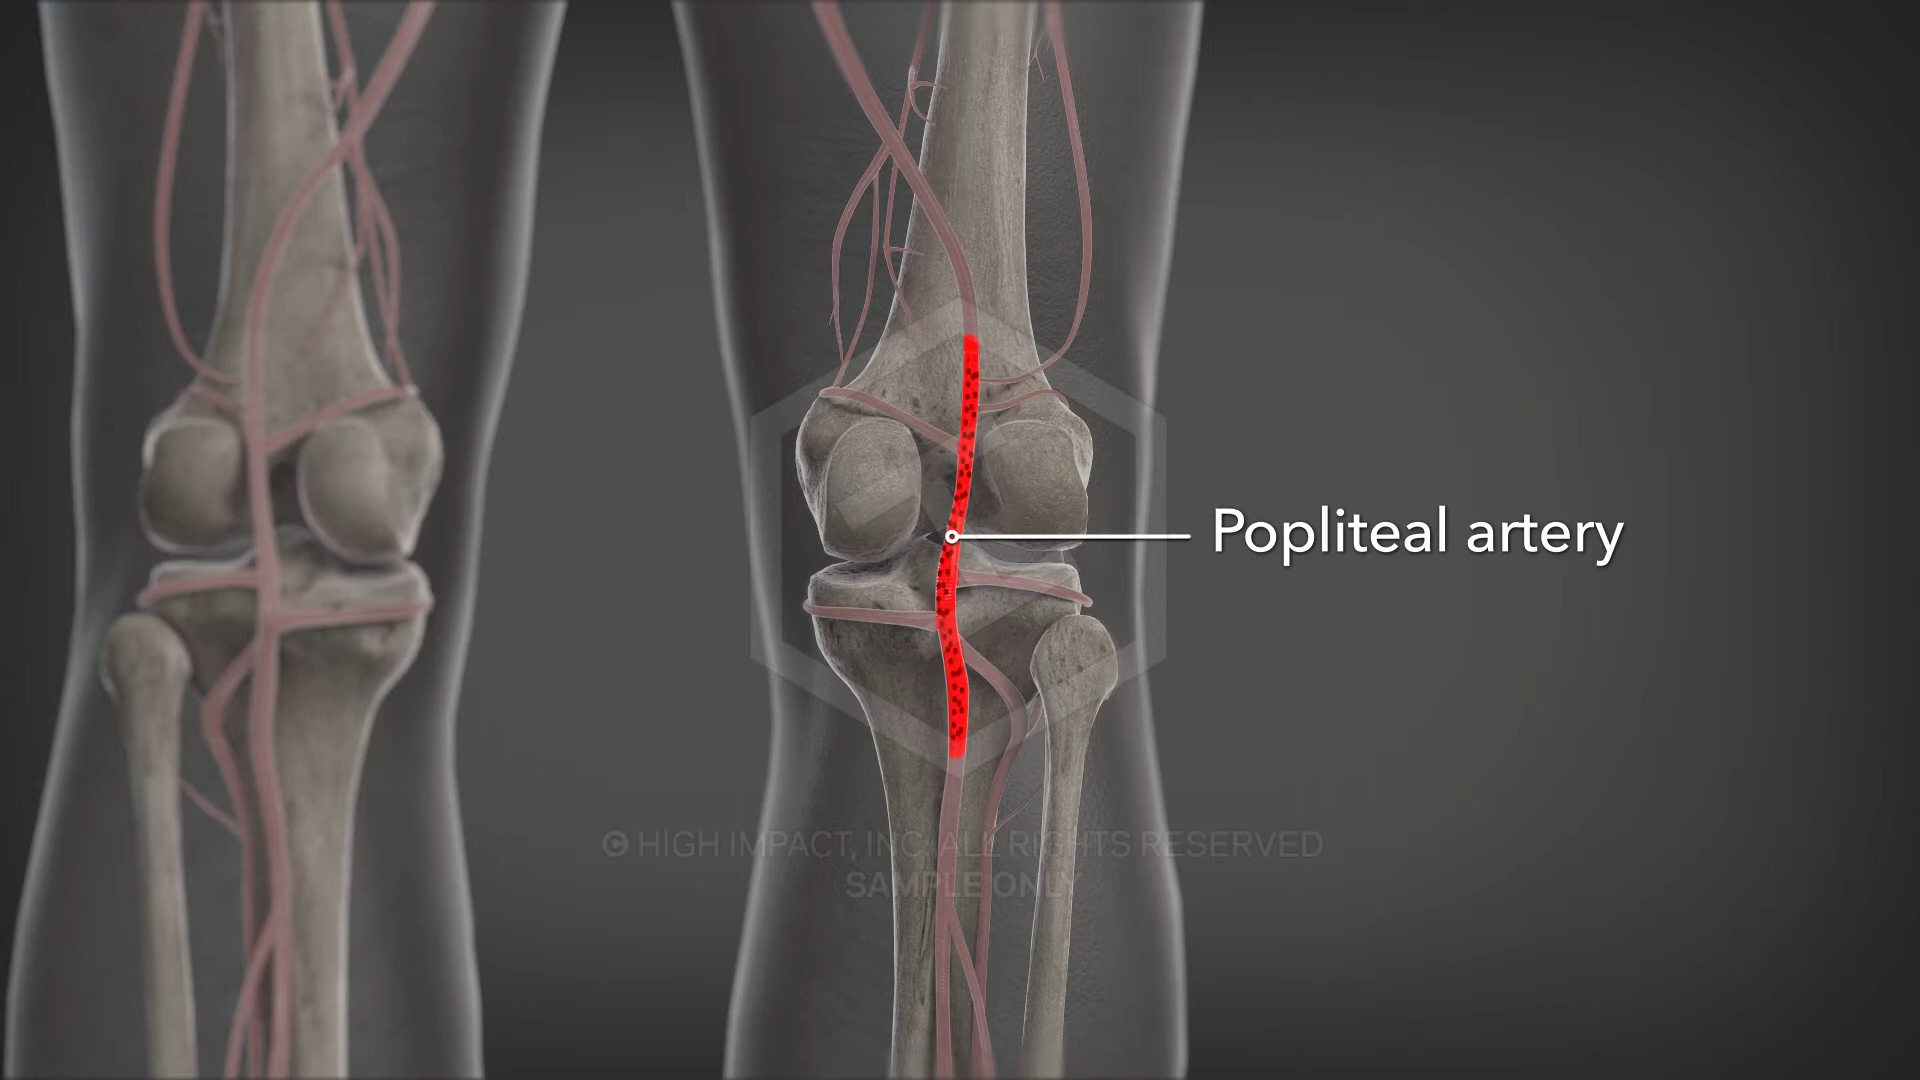 Popliteal artery
© HIGH IMPACT, INC. ALL RIGHTS RESERVED
SAMPLE ONLY